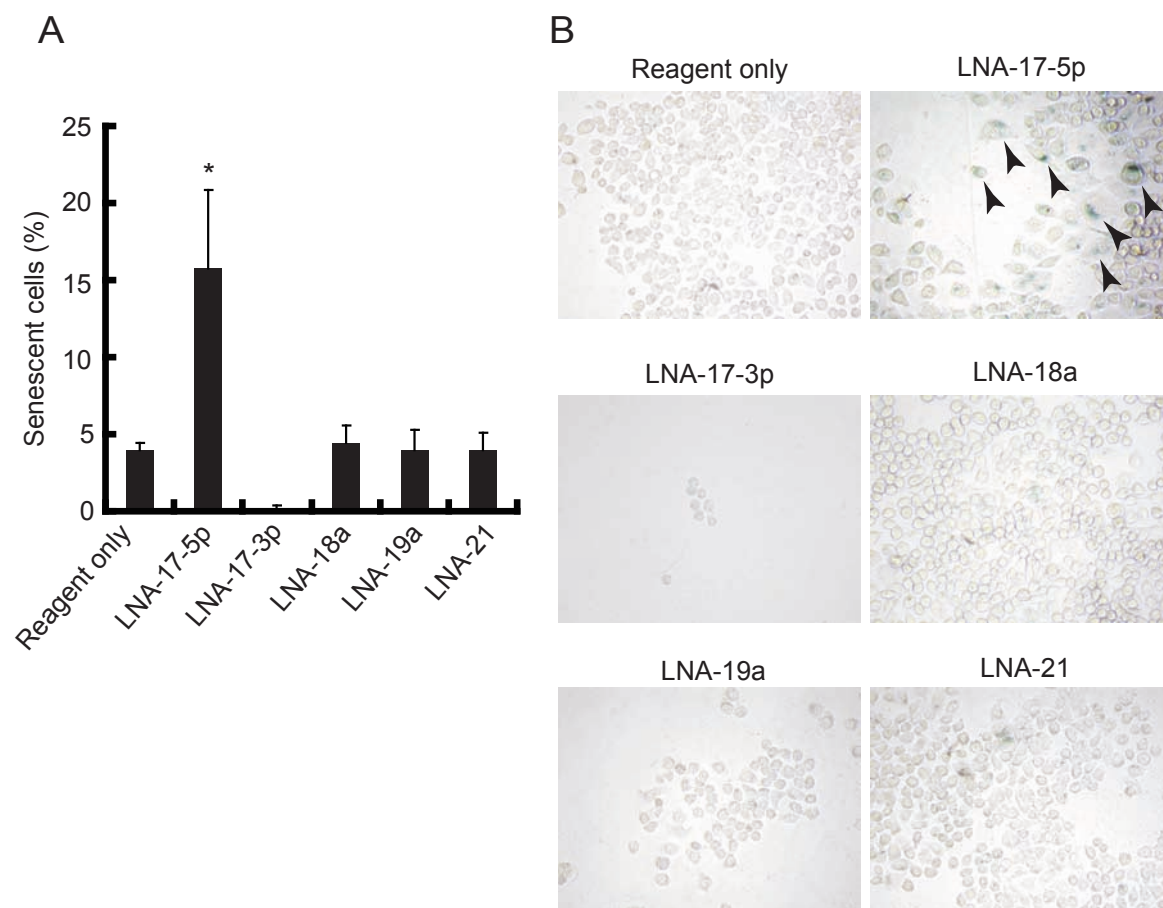 A
25
20
15
10
5
0
Senescent cells (%)
*
Reagent only
LNA-17-5p
LNA-17-3p
LNA-18a
LNA-19a
LNA-21
B
Reagent only
LNA-17-5p
LNA-17-3p
LNA-18a
LNA-19a
LNA-21